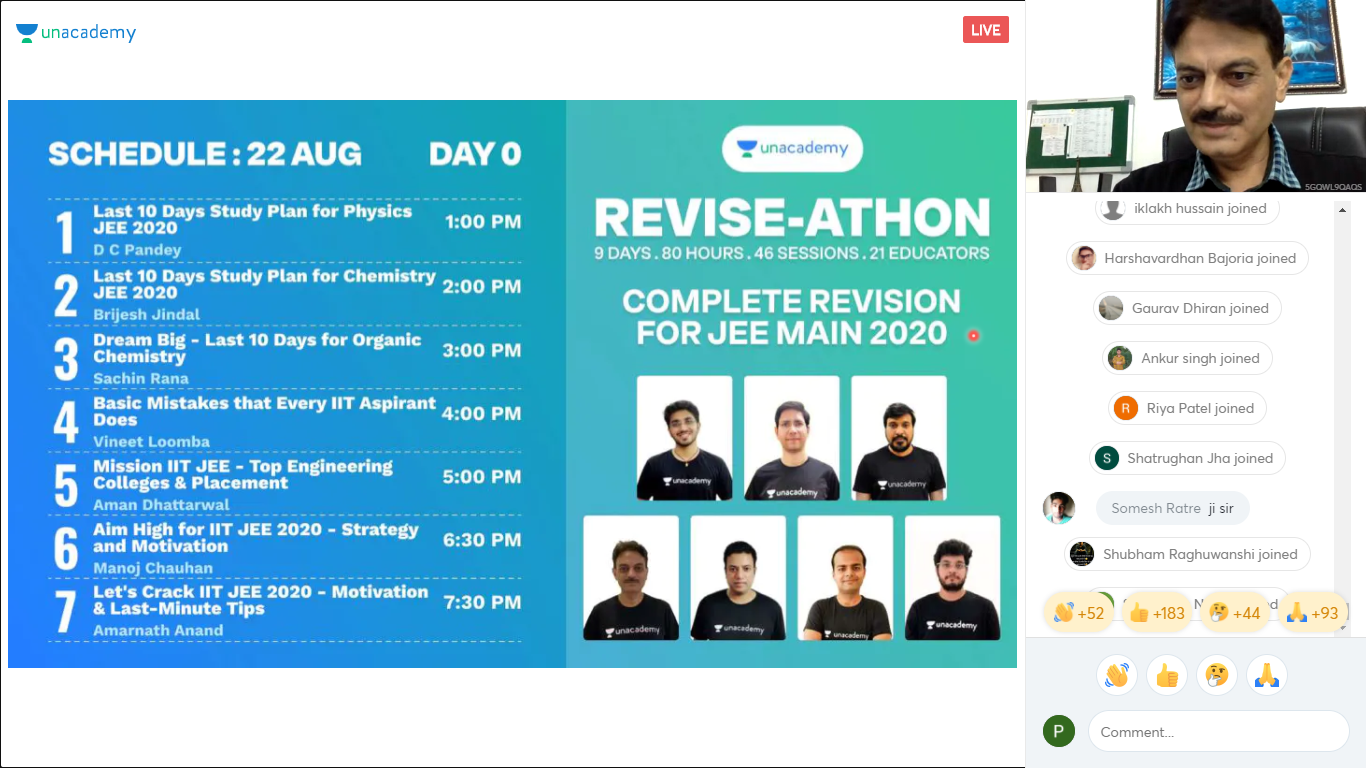 unacademy
LIVE
SCHEDULE : 22 AUG
DAY 0
1
Last 10 Days Study Plan for Physics
JEE 2020
D C Pandey
1:00 PM
2
Last 10 Days Study Plan for Chemistry
JEE 2020
Brijesh Jindal
2:00 PM
3
Dream Big - Last 10 Days for Organic
Chemistry
Sachin Rana
3:00 PM
4
Basic Mistakes that Every IIT Aspirant
Does
Vineet Loomba
4:00 PM
5
Mission IIT JEE - Top Engineering
Colleges & Placement
Aman Dhattarwal
5:00 PM
6
Aim High for IIT JEE 2020 - Strategy
and Motivation
Manoj Chauhan
6:30 PM
7
Let's Crack IIT JEE 2020 - Motivation
& Last-Minute Tips
Amarnath Anand
7:30 PM
unacademy
REVISE-ATHON
9 DAYS . 80 HOURS . 46 SESSIONS . 21 EDUCATORS
COMPLETE REVISION
FOR JEE MAIN 2020
unacademy
unacademy
unacademy
unacademy
unacademy
unacademy
unacademy
5GQWL9QAQS
iklakh hussain joined
Harshavardhan Bajoria joined
Gaurav Dhiran joined
Ankur singh joined
R
Riya Patel joined
S
Shatrughan Jha joined
Somesh Ratre ji sir
Shubham Raghuwanshi joined
+52
+183
+44
+93
P
Comment...